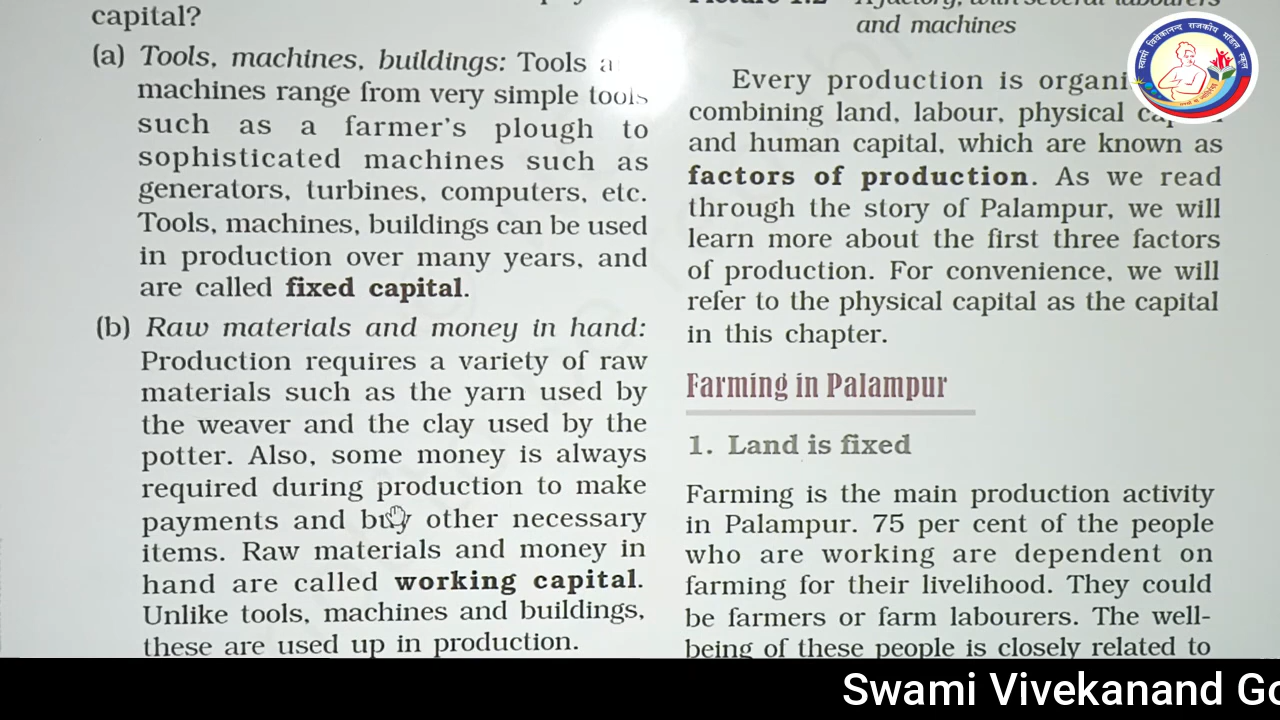 capital?
(a) Tools, machines, buildings: Tools
machines range from very simple tools
such as a farmer's plough to
sophisticated machines such as
generators, turbines, computers, etc.
Tools, machines, buildings can be used
in production over many years, and
are called fixed capital.
(b) Raw materials and money in hand:
Production requires a variety of raw
materials such as the yarn used by
the weaver and the clay used by the
potter. Also, some money is always
required during production to make
payments and buy other necessary
items. Raw materials and money in
hand are called working capital.
Unlike tools, machines and buildings,
these are used up in production.
A factory, with several labourers
and machines
Every production is
combining land, labour, physical
and human capital, which are known as
factors of production. As we read
through the story of Palampur, we will
learn more about the first three factors
of production. For convenience, we will
refer to the physical capital as the capital
in this chapter.
Farming in Palampur
1. Land is fixed
Farming is the main production activity
in Palampur. 75 per cent of the people
who are working are dependent on
farming for their livelihood. They could
be farmers or farm labourers. The well-
being of these people is closely related to
स्वामी विवेकानन्द राजकीय मॉडल स्कूल
Swami Vivekanand Go